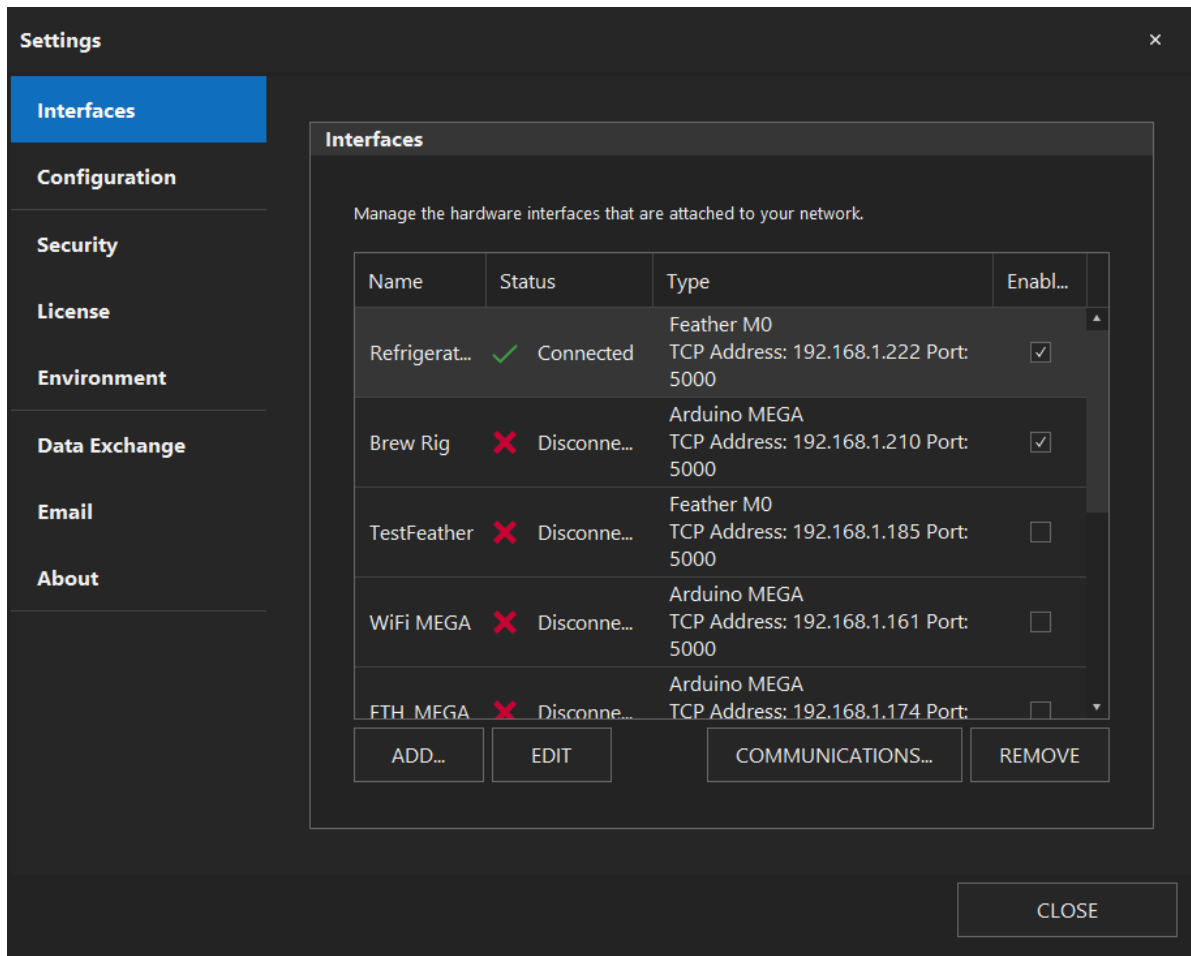 Settings
Interfaces
Configuration
Security
License
Environment
Data Exchange
Email
About
Interfaces
Manage the hardware interfaces that are attached to your network.
Name Status Type Enabl...
Refrigerat... Connected Feather M0
TCP Address: 192.168.1.222 Port:
5000
Brew Rig Disconne... Arduino MEGA
TCP Address: 192.168.1.210 Port:
5000
TestFeather Disconne... Feather M0
TCP Address: 192.168.1.185 Port:
5000
WiFi MEGA Disconne... Arduino MEGA
TCP Address: 192.168.1.161 Port:
5000
ETH MEGA Disconne... Arduino MEGA
TCP Address: 192.168.1.174 Port:
ADD... EDIT COMMUNICATIONS... REMOVE
CLOSE